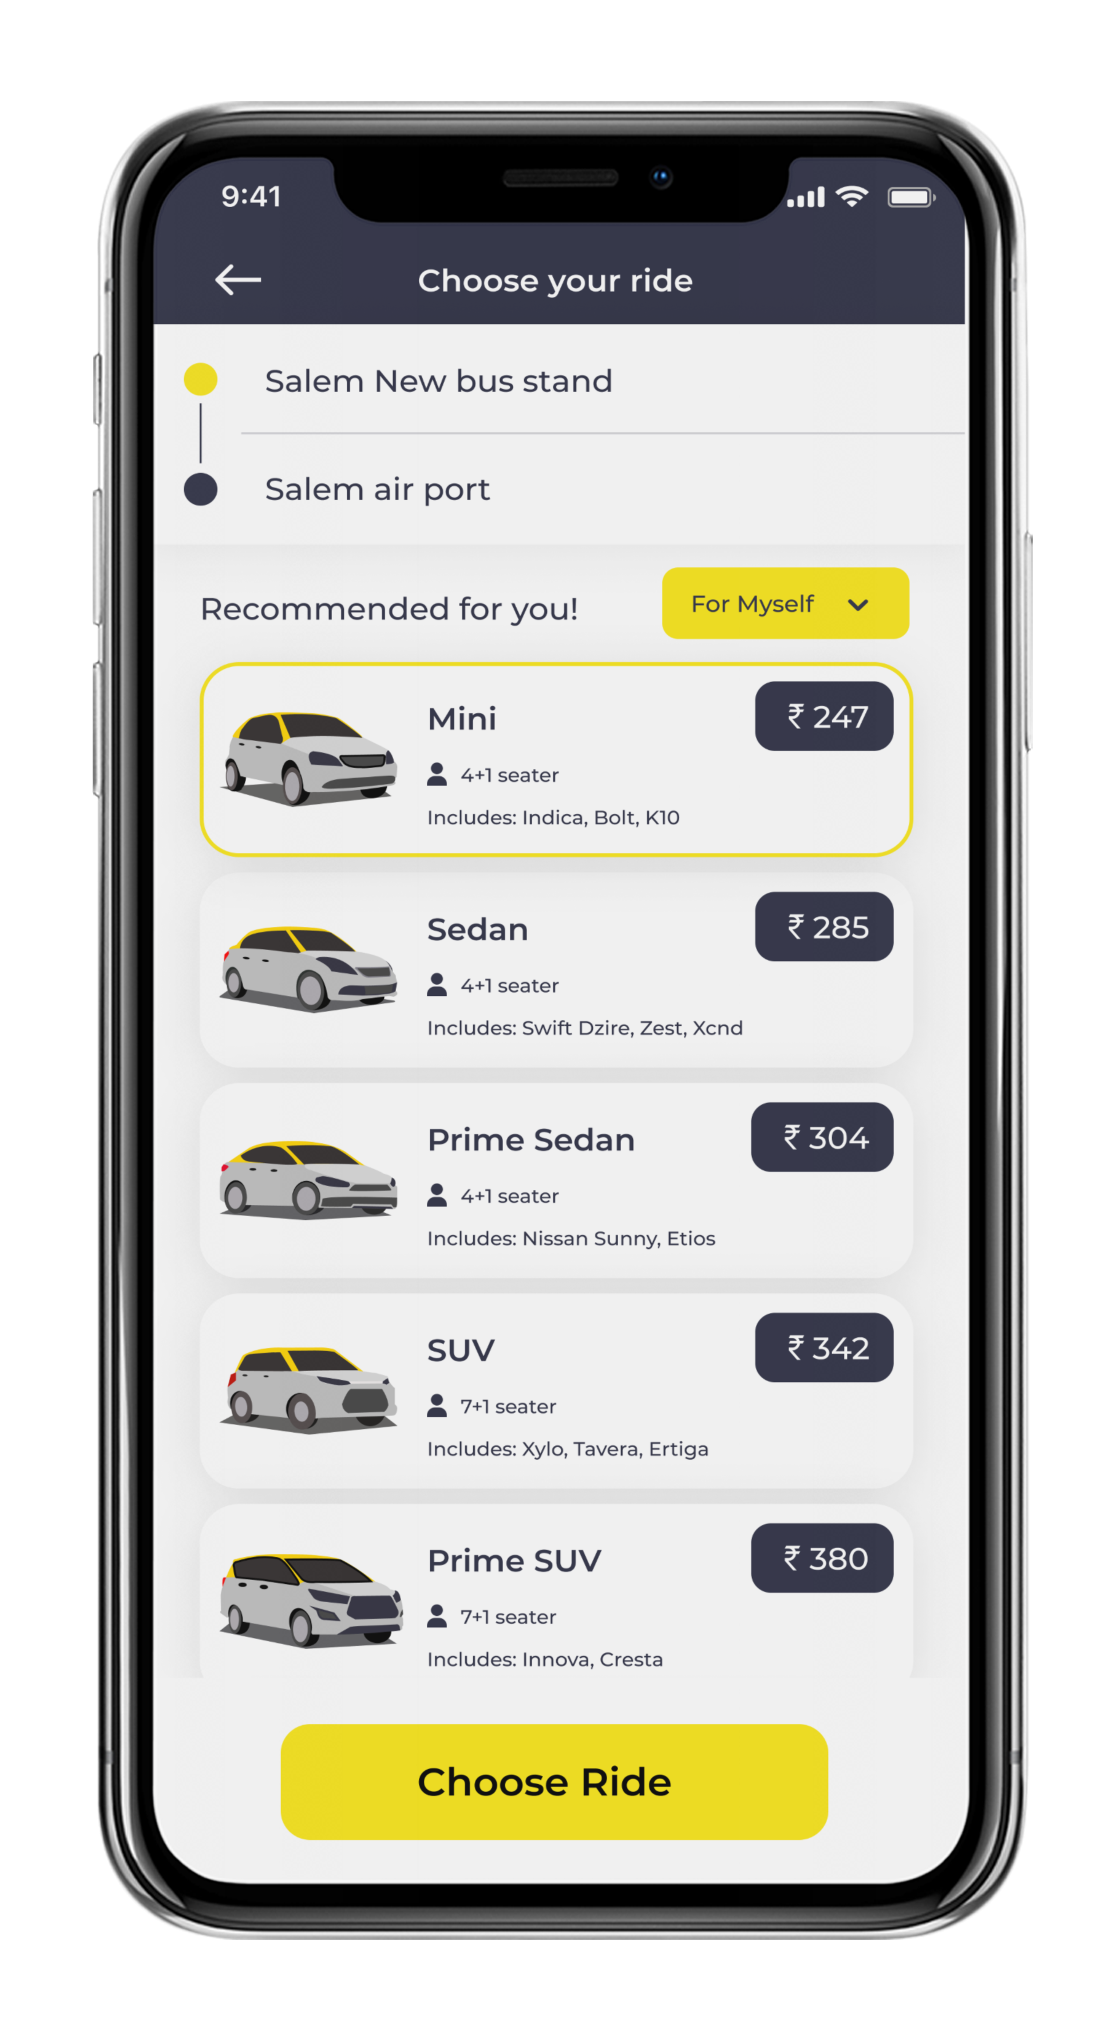 9:41
Choose your ride
Salem New bus stand
Salem air port
Recommended for you!
For Myself
Mini
₹ 247
4+1 seater
Includes: Indica, Bolt, K10
Sedan
₹ 285
4+1 seater
Includes: Swift Dzire, Zest, Xcnd
Prime Sedan
₹ 304
4+1 seater
Includes: Nissan Sunny, Etios
SUV
₹ 342
7+1 seater
Includes: Xylo, Tavera, Ertiga
Prime SUV
₹ 380
7+1 seater
Includes: Innova, Cresta
Choose Ride